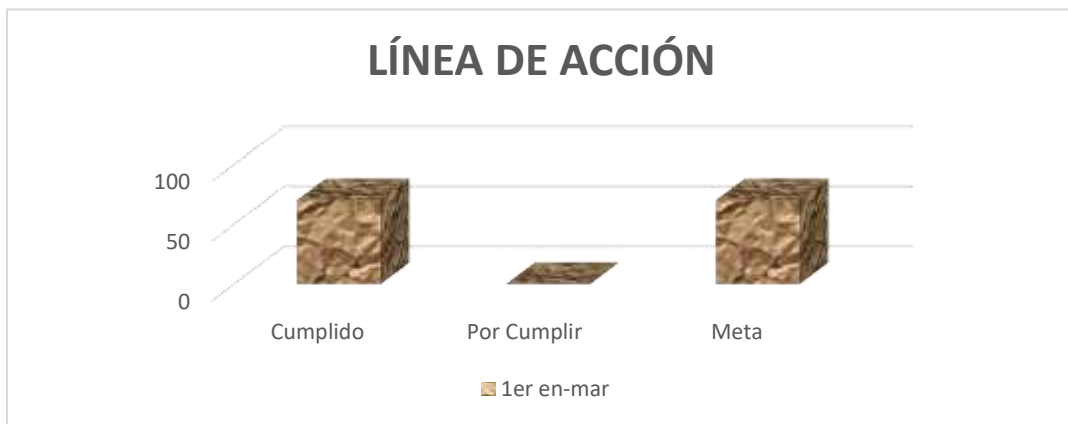 LÍNEA DE ACCIÓN
100
50
0
Cumplido Por Cumplir Meta
1er en-mar